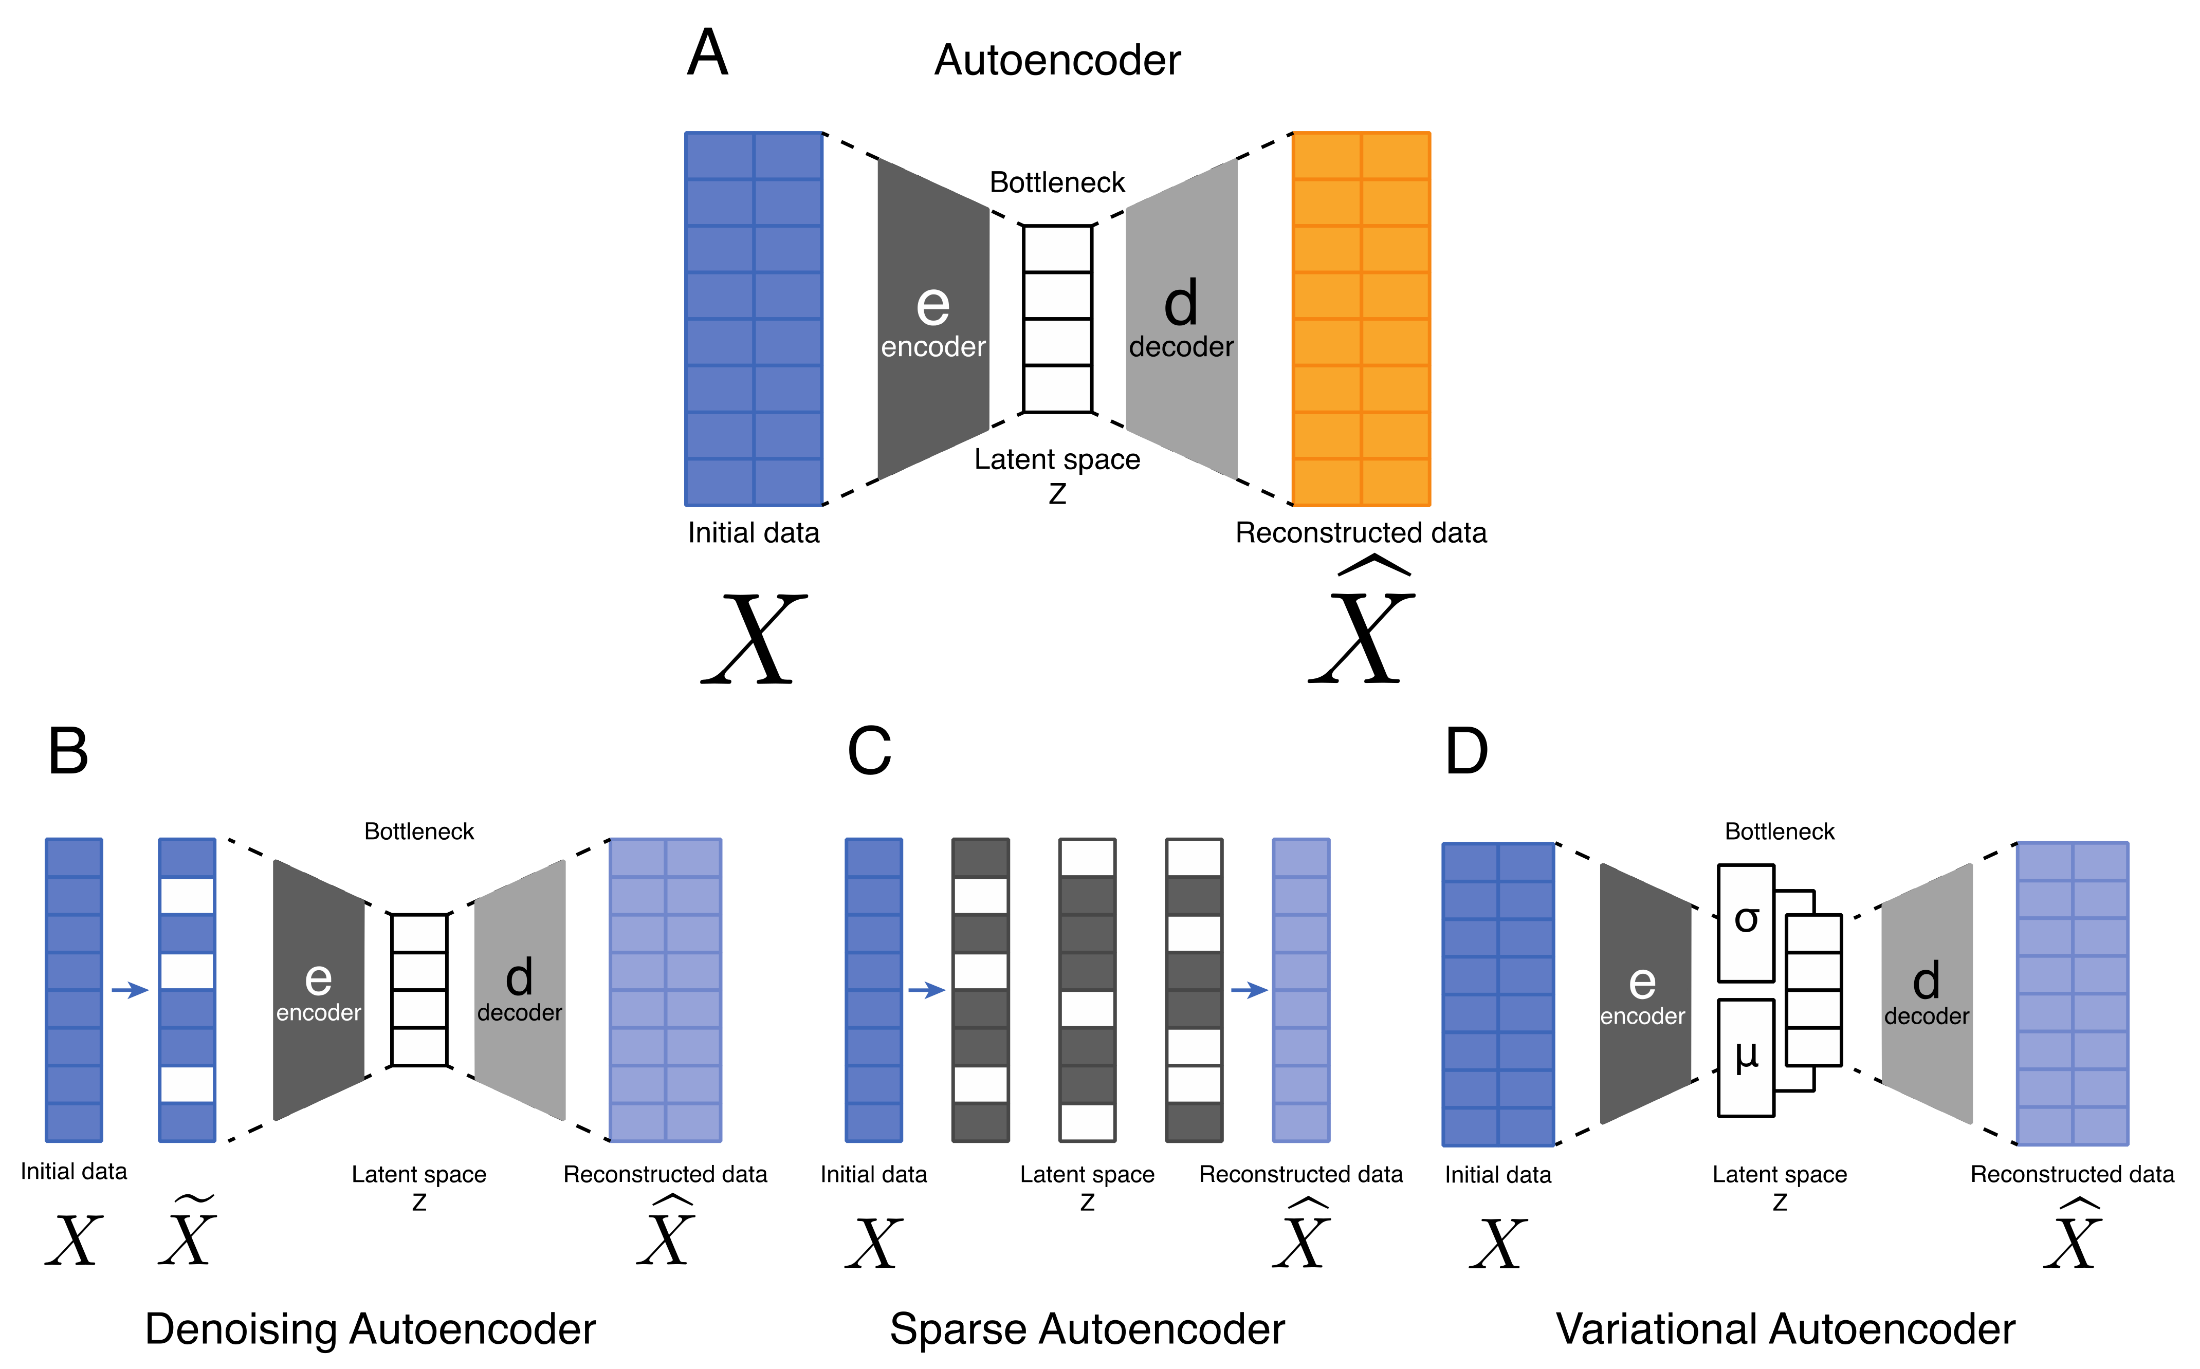 A
Autoencoder
Bottleneck
e
encoder
d
decoder
Latent space
z
Initial data
Reconstructed data
X
X̂
B
Bottleneck
e
encoder
d
decoder
Initial data
Latent space
z
Reconstructed data
X
X̃
X̂
Denoising Autoencoder
C
Initial data
Latent space
z
Reconstructed data
X
X̂
Sparse Autoencoder
D
Bottleneck
σ
e
encoder
μ
d
decoder
Initial data
Latent space
z
Reconstructed data
X
X̂
Variational Autoencoder